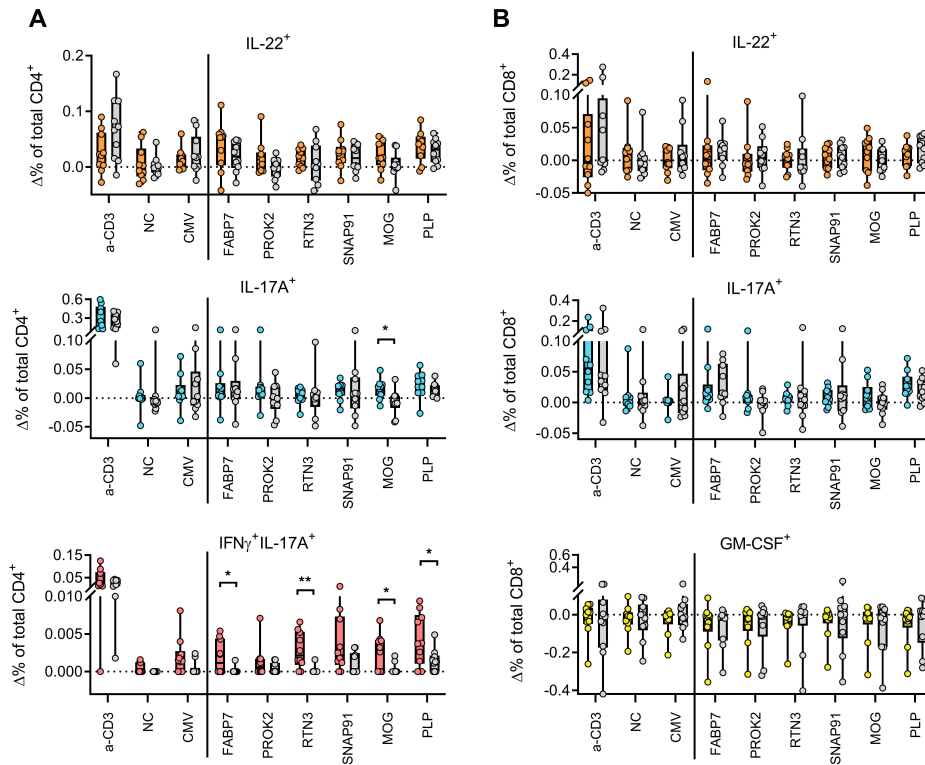 A
IL-22⁺
Δ% of total CD4⁺
0.2
0.1
0.0
a-CD3
NC
CMV
FABP7
PROK2
RTN3
SNAP91
MOG
PLP
IL-17A⁺
Δ% of total CD4⁺
0.6
0.3
0.10
0.05
0.00
-0.05
*
a-CD3
NC
CMV
FABP7
PROK2
RTN3
SNAP91
MOG
PLP
IFNγ⁺IL-17A⁺
Δ% of total CD4⁺
0.15
0.05
0.010
0.005
0.000
*
**
*
*
a-CD3
NC
CMV
FABP7
PROK2
RTN3
SNAP91
MOG
PLP
B
IL-22⁺
Δ% of total CD8⁺
0.4
0.2
0.10
0.05
0.00
-0.05
a-CD3
NC
CMV
FABP7
PROK2
RTN3
SNAP91
MOG
PLP
IL-17A⁺
Δ% of total CD8⁺
0.4
0.2
0.10
0.05
0.00
-0.05
a-CD3
NC
CMV
FABP7
PROK2
RTN3
SNAP91
MOG
PLP
GM-CSF⁺
Δ% of total CD8⁺
0.6
0.2
0.0
-0.2
-0.4
a-CD3
NC
CMV
FABP7
PROK2
RTN3
SNAP91
MOG
PLP